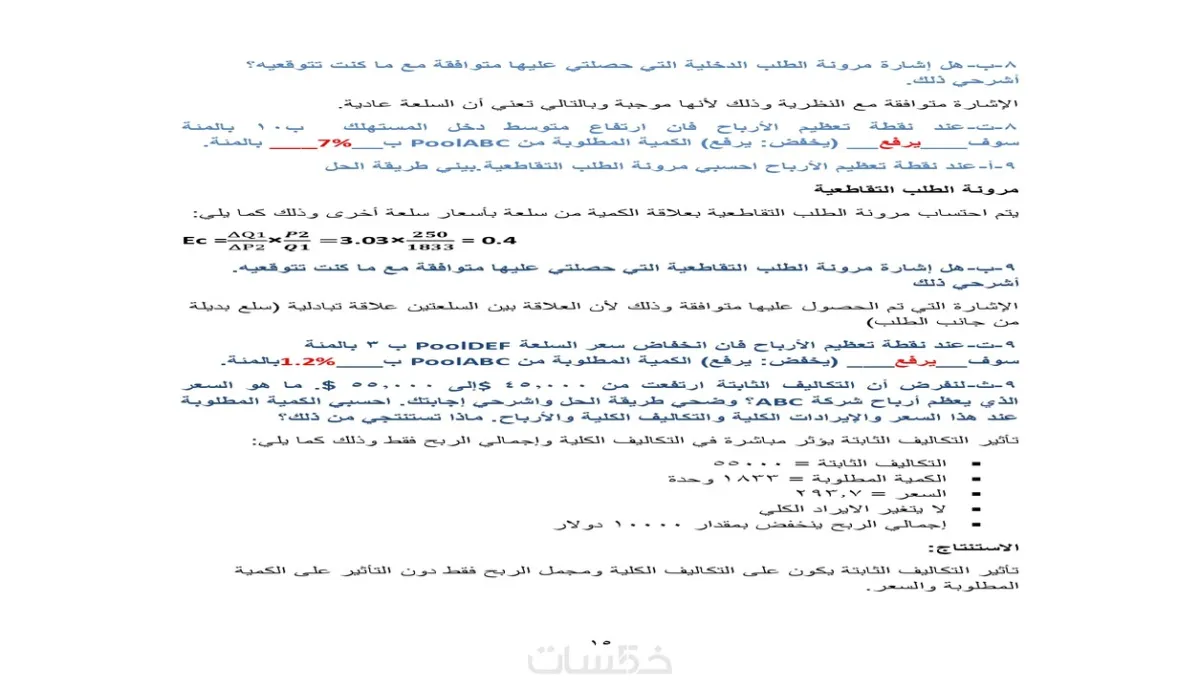 ٨-ب-هل إشارة مرونة الطلب الدخلية التي حصلتي عليها متوافقة مع ما كنت تتوقعيه؟
أشرحي ذلك.
الإشارة متوافقة مع النظرية وذلك لأنها موجبة وبالتالي تعني أن السلعة عادية.
٨-ت-عند نقطة تعظيم الأرباح فان ارتفاع متوسط دخل المستهلك ب١٠ بالمئة
سوف____يرفع___ (يخفض: يرفع) الكمية المطلوبة من PoolABC ب___7%____ بالمئة.
٩-أ-عند نقطة تعظيم الأرباح احسبي مرونة الطلب التقاطعية.بيني طريقة الحل
مرونة الطلب التقاطعية
يتم احتساب مرونة الطلب التقاطعية بعلاقة الكمية من سلعة بأسعار سلعة أخرى وذلك كما يلي:
Ec =ΔQ1/ΔP2×P2/Q1 =3.03×250/1833 = 0.4
٩-ب-هل إشارة مرونة الطلب التقاطعية التي حصلتي عليها متوافقة مع ما كنت تتوقعيه.
أشرحي ذلك
الإشارة التي تم الحصول عليها متوافقة وذلك لأن العلاقة بين السلعتين علاقة تبادلية (سلع بديلة
من جانب الطلب)
٩-ت-عند نقطة تعظيم الأرباح فان انخفاض سعر السلعة PoolDEF ب ٣ بالمئة
سوف___يرفع____ (يخفض: يرفع) الكمية المطلوبة من PoolABC ب____1.2%بالمئة.
٩-ث-لنفرض أن التكاليف الثابتة ارتفعت من ٤٥,٠٠٠ $إلى ٥٥,٠٠٠ $. ما هو السعر
الذي يعظم أرباح شركة ABC؟ وضحي طريقة الحل واشرحي إجابتك. احسبي الكمية المطلوبة
عند هذا السعر والإيرادات الكلية والتكاليف الكلية والأرباح. ماذا تستنتجي من ذلك؟
تأثير التكاليف الثابتة يؤثر مباشرة في التكاليف الكلية وإجمالي الربح فقط وذلك كما يلي:
▪ التكاليف الثابتة = ٥٥٠٠٠
▪ الكمية المطلوبة = ١٨٣٣ وحدة
▪ السعر = ٢٩٣,٧
▪ لا يتغير الايراد الكلي
▪ إجمالي الربح ينخفض بمقدار ١٠٠٠٠ دولار
الاستنتاج:
تأثير التكاليف الثابتة يكون على التكاليف الكلية ومجمل الربح فقط دون التأثير على الكمية
المطلوبة والسعر.
١٥
خمسات